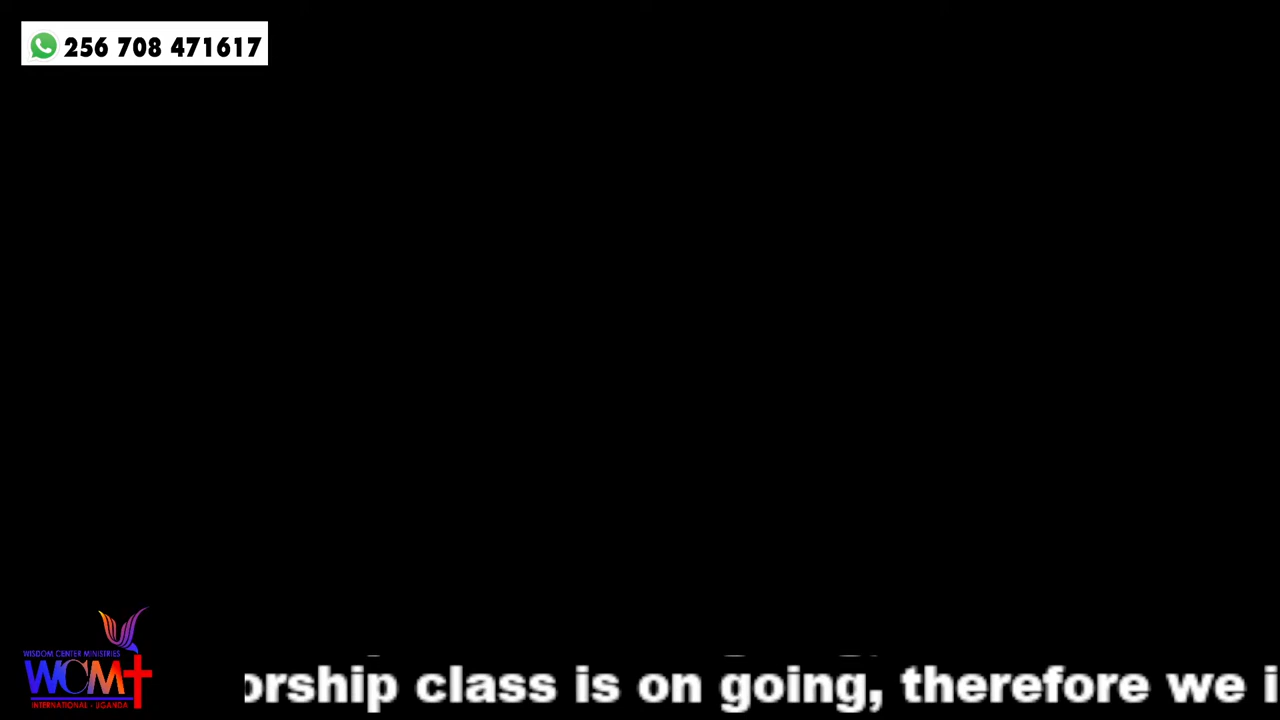 256 708 471617
WISDOM CENTER MINISTRIES
WCM
INTERNATIONAL - UGANDA
orship class is on going, therefore we i